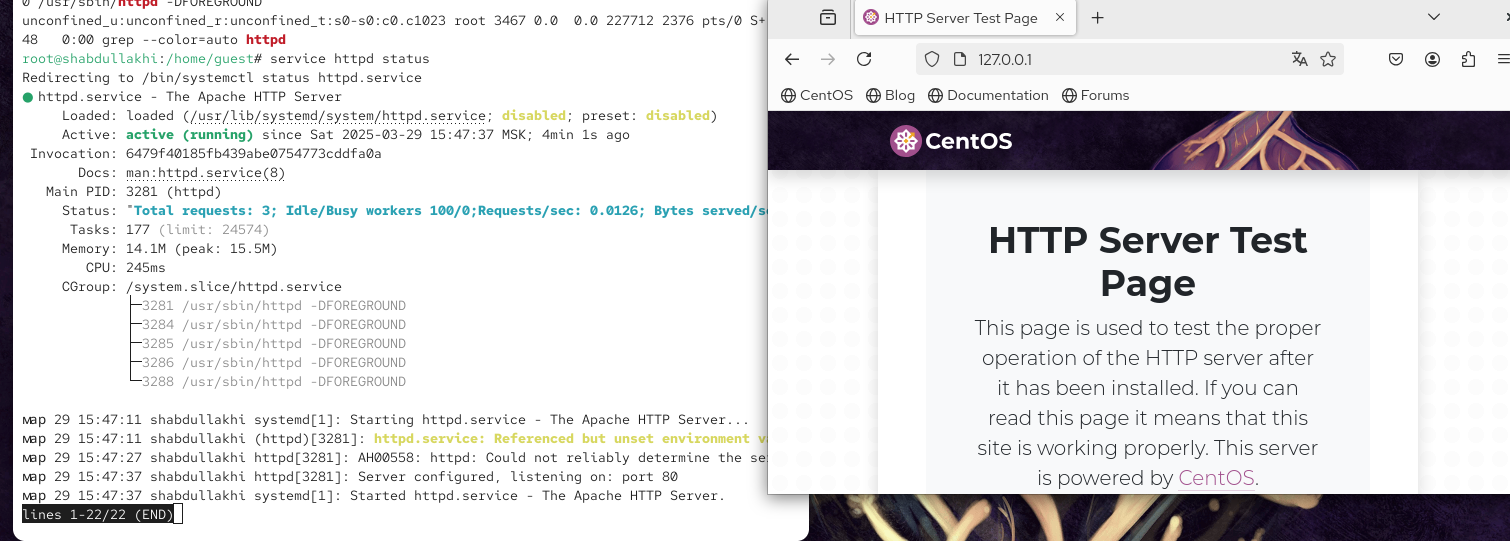 0 /usr/sbin/httpd -DFOREGROUND
unconfined_u:unconfined_r:unconfined_t:s0-s0:c0.c1023 root 3467 0.0  0.0 227712 2376 pts/0 S+
48   0:00 grep --color=auto httpd
root@shabdullakhi:/home/guest# service httpd status
Redirecting to /bin/systemctl status httpd.service
● httpd.service - The Apache HTTP Server
Loaded: loaded (/usr/lib/systemd/system/httpd.service; disabled; preset: disabled)
Active: active (running) since Sat 2025-03-29 15:47:37 MSK; 4min 1s ago
Invocation: 6479f40185fb439abe0754773cddfa0a
Docs: man:httpd.service(8)
Main PID: 3281 (httpd)
Status: "Total requests: 3; Idle/Busy workers 100/0;Requests/sec: 0.0126; Bytes served/se
Tasks: 177 (limit: 24574)
Memory: 14.1M (peak: 15.5M)
CPU: 245ms
CGroup: /system.slice/httpd.service
├─3281 /usr/sbin/httpd -DFOREGROUND
├─3284 /usr/sbin/httpd -DFOREGROUND
├─3285 /usr/sbin/httpd -DFOREGROUND
├─3286 /usr/sbin/httpd -DFOREGROUND
└─3288 /usr/sbin/httpd -DFOREGROUND
мар 29 15:47:11 shabdullakhi systemd[1]: Starting httpd.service - The Apache HTTP Server...
мар 29 15:47:11 shabdullakhi (httpd)[3281]: httpd.service: Referenced but unset environment va
мар 29 15:47:27 shabdullakhi httpd[3281]: AH00558: httpd: Could not reliably determine the ser
мар 29 15:47:37 shabdullakhi httpd[3281]: Server configured, listening on: port 80
мар 29 15:47:37 shabdullakhi systemd[1]: Started httpd.service - The Apache HTTP Server.
lines 1-22/22 (END)
HTTP Server Test Page
127.0.0.1
CentOS Blog Documentation Forums
CentOS
HTTP Server Test
Page
This page is used to test the proper
operation of the HTTP server after
it has been installed. If you can
read this page it means that this
site is working properly. This server
is powered by CentOS.